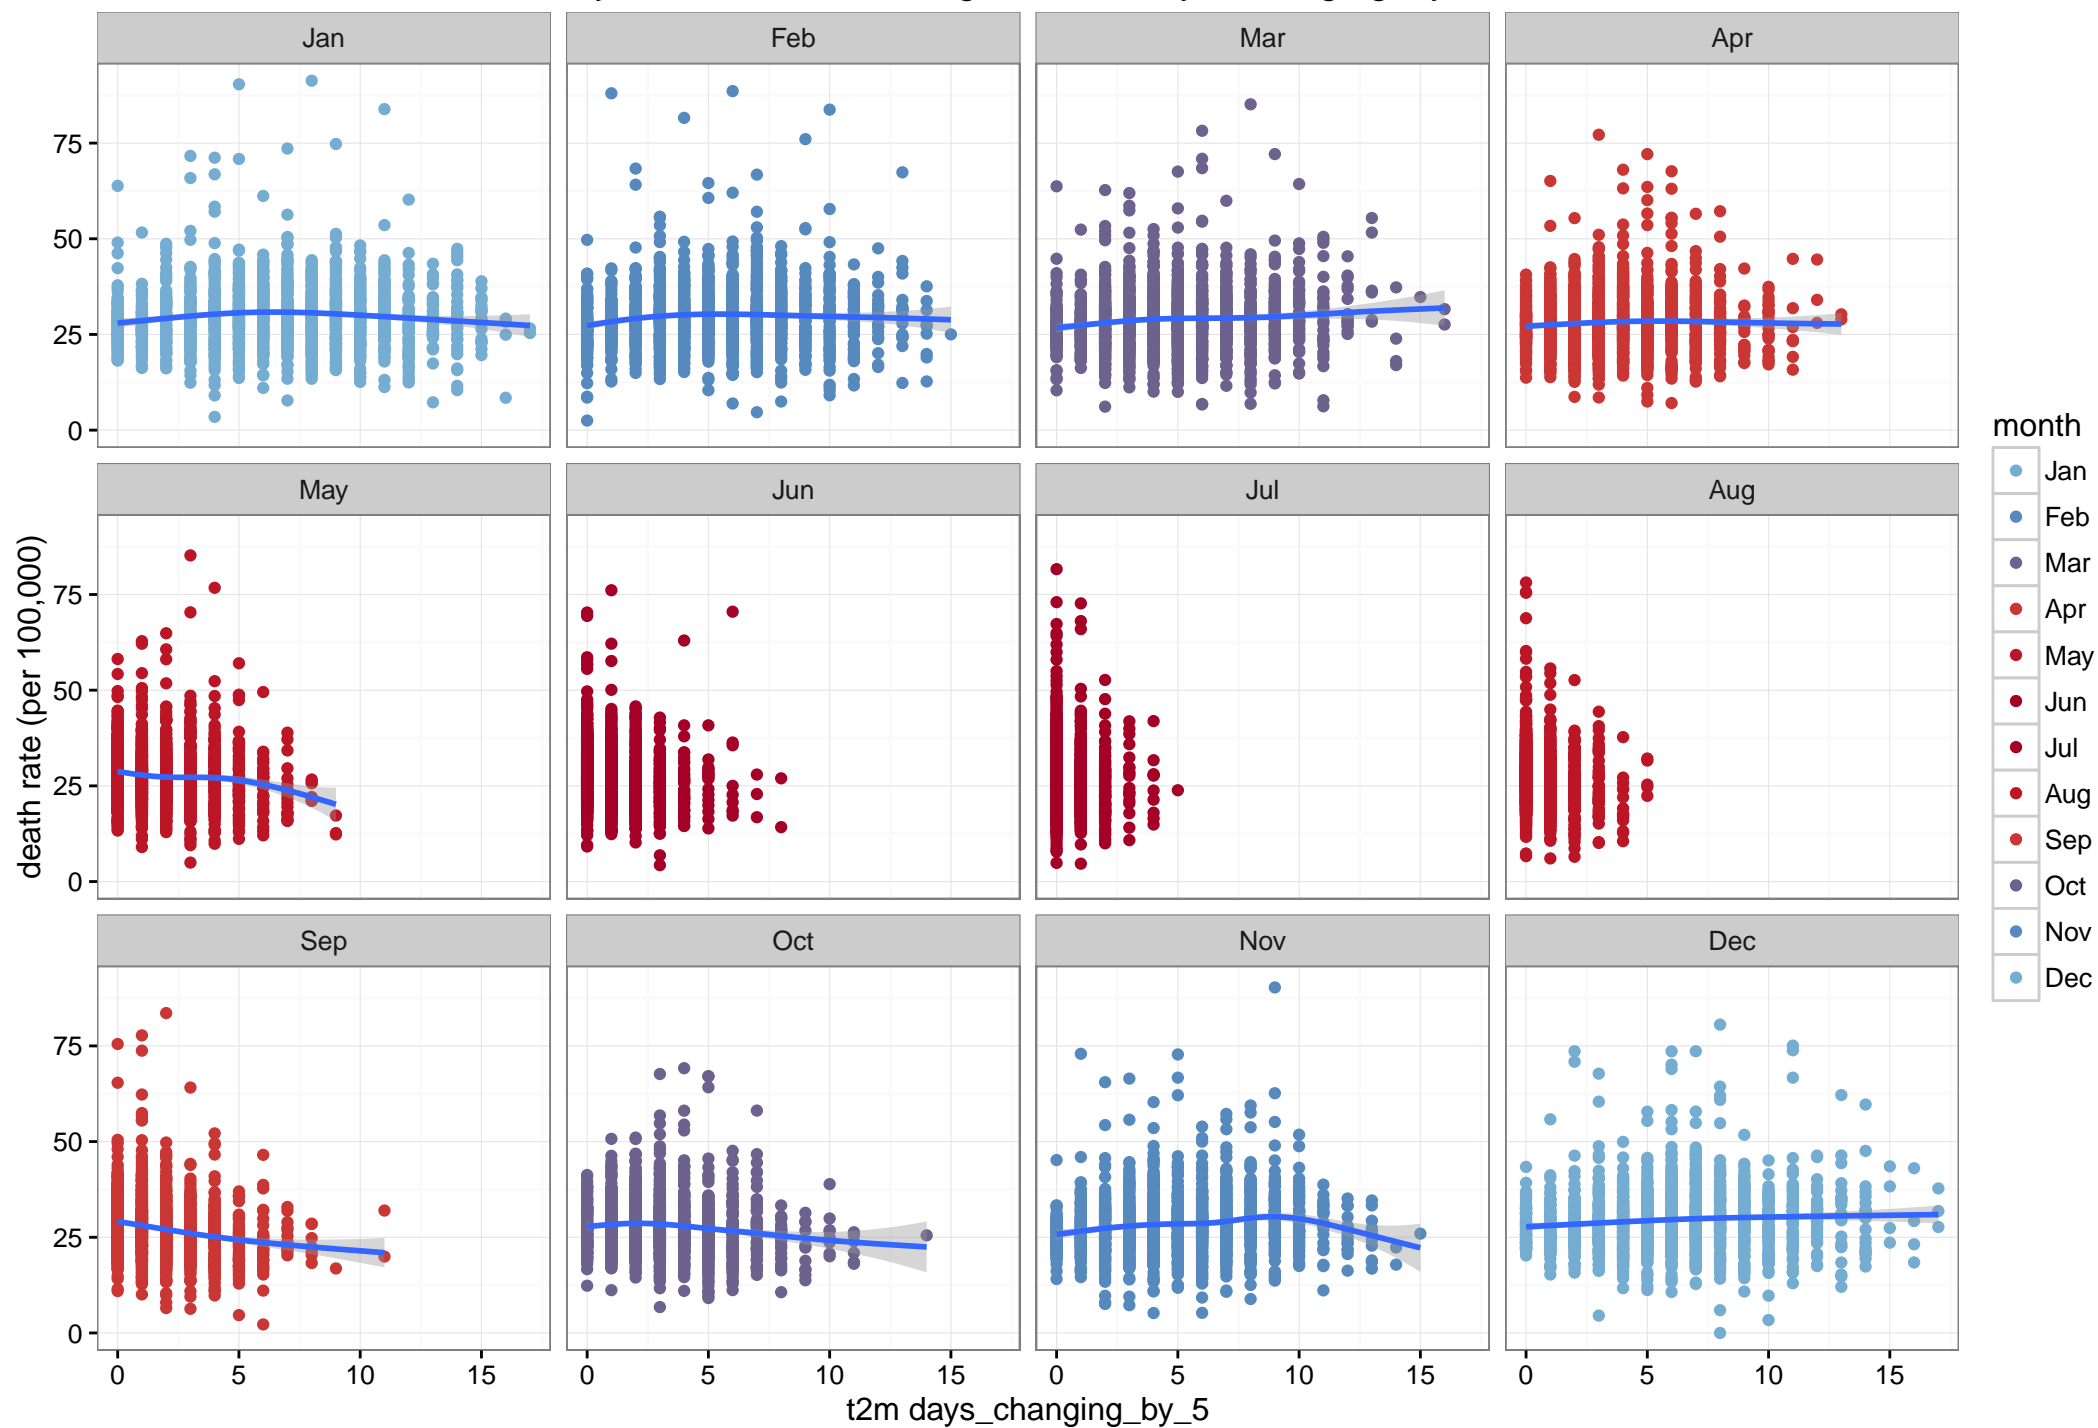 Jan Feb Mar Apr
75
50
25
0
May Jun Jul Aug
75
50
25
0
Sep Oct Nov Dec
75
50
25
0
0 5 10 15 0 5 10 15 0 5 10 15 0 5 10 15
t2m days_changing_by_5
death rate (per 100,000)
month
Jan
Feb
Mar
Apr
May
Jun
Jul
Aug
Sep
Oct
Nov
Dec